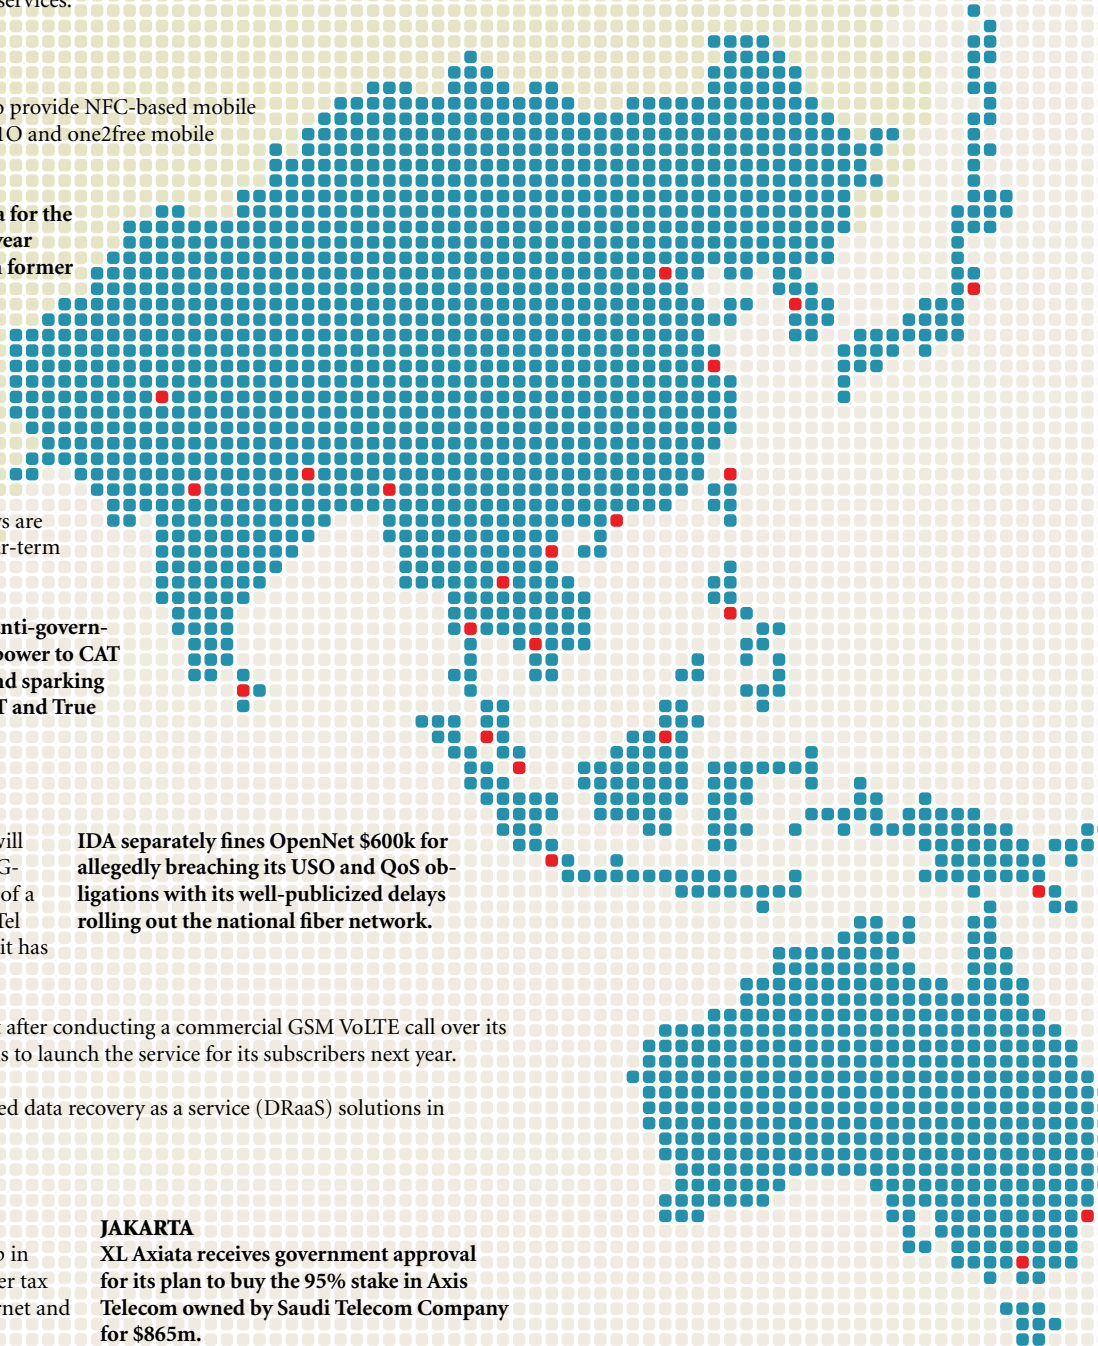 services.
o provide NFC-based mobile
1O and one2free mobile
a for the
year
n former
ys are
r-term
nti-govern-
power to CAT
nd sparking
T and True
will
G-
of a
Tel
it has
IDA separately fines OpenNet $600k for
allegedly breaching its USO and QoS ob-
ligations with its well-publicized delays
rolling out the national fiber network.
t after conducting a commercial GSM VoLTE call over its
s to launch the service for its subscribers next year.
ed data recovery as a service (DRaaS) solutions in
p in
er tax
rnet and
JAKARTA
XL Axiata receives government approval
for its plan to buy the 95% stake in Axis
Telecom owned by Saudi Telecom Company
for $865m.